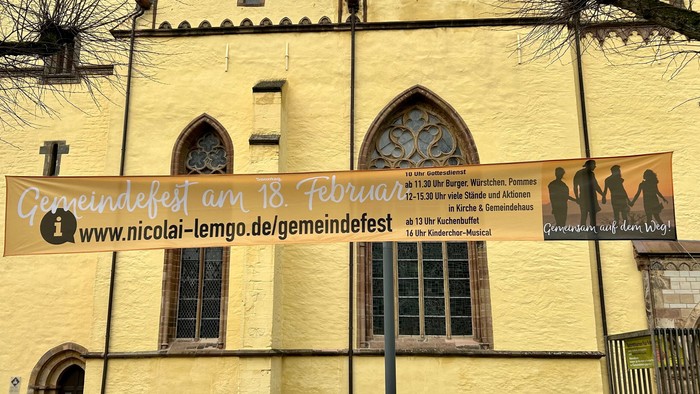 Gemeindefest am 18. Februar
i www.nicolai-lemgo.de/gemeindefest
10 Uhr Gottesdienst
ab 11.30 Uhr Burger, Würstchen, Pommes
12-15.30 Uhr viele Stände und Aktionen
in Kirche & Gemeindehaus
ab 13 Uhr Kuchenbuffet
16 Uhr Kinderchor-Musical
Gemeinsam auf dem Weg!